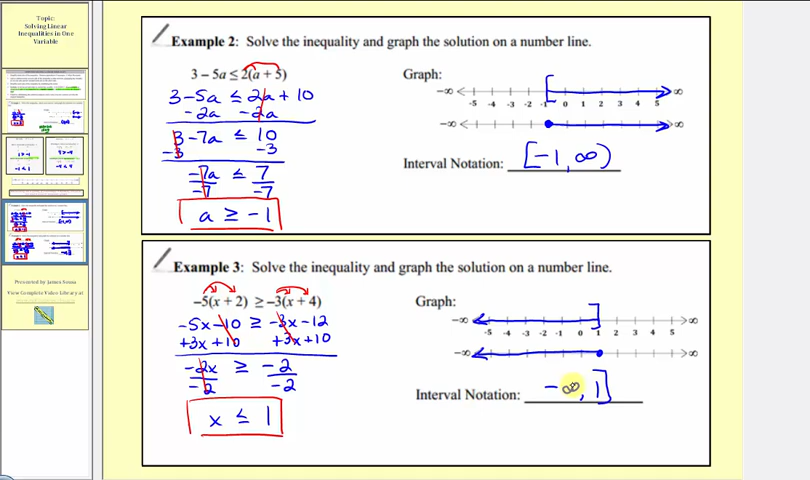 Topic:
Solving Linear
Inequalities in One
Variable
Presented by James Sousa
View Complete Video Library at
Example 2: Solve the inequality and graph the solution on a number line.
3 − 5a ≤ 2(a + 5)
3-5a ≤ 2a + 10
-2a -2a
3-7a ≤ 10
-3 -3
-7a ≤ 7
-7 -7
a ≥ -1
Graph:
-∞ ∞
-5 -4 -3 -2 -1 0 1 2 3 4 5
-∞ ∞
Interval Notation: [-1, ∞)
Example 3: Solve the inequality and graph the solution on a number line.
−5(x + 2) ≥ −3(x + 4)
-5x-10 ≥ -3x-12
+3x+10 +3x+10
-2x ≥ -2
-2 -2
x ≤ 1
Graph:
-∞ ∞
-5 -4 -3 -2 -1 0 1 2 3 4 5
-∞ ∞
Interval Notation: -∞, 1]